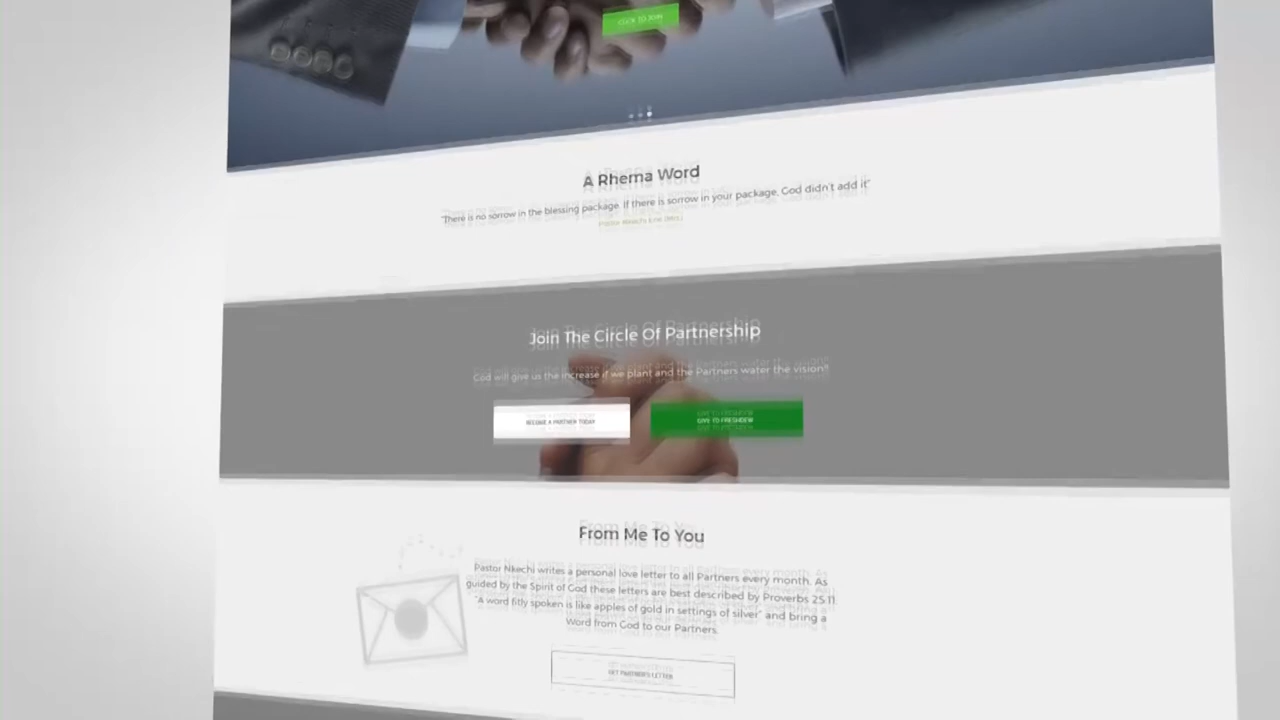 CLICK TO JOIN
A Rhema Word
"There is no sorrow in the blessing package. If there is sorrow in your package, God didn't add it"
Join The Circle Of Partnership
God will give us the increase if we plant and the Partners water the vision"
BECOME A PARTNER TODAY
GIVE TO FRESHDEW
From Me To You
Pastor Nkechi writes a personal love letter to all Partners every month. As
guided by the Spirit of God these letters are best described by Proverbs 25:11.
"A word fitly spoken is like apples of gold in settings of silver" and bring a
Word from God to our Partners.
GET PARTNERS LETTER